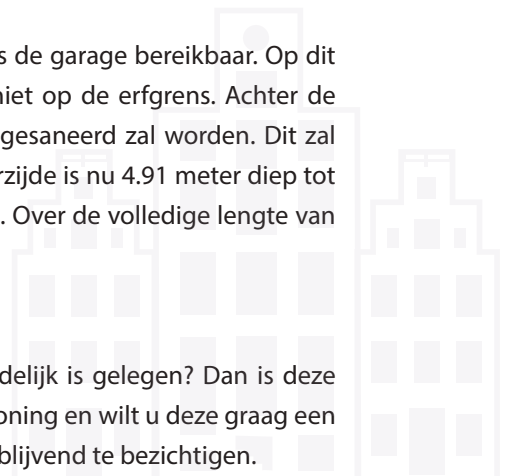 s de garage bereikbaar. Op dit
niet op de erfgrens. Achter de
gesaneerd zal worden. Dit zal
rzijde is nu 4.91 meter diep tot
. Over de volledige lengte van
delijk is gelegen? Dan is deze
oning en wilt u deze graag een
blijvend te bezichtigen.